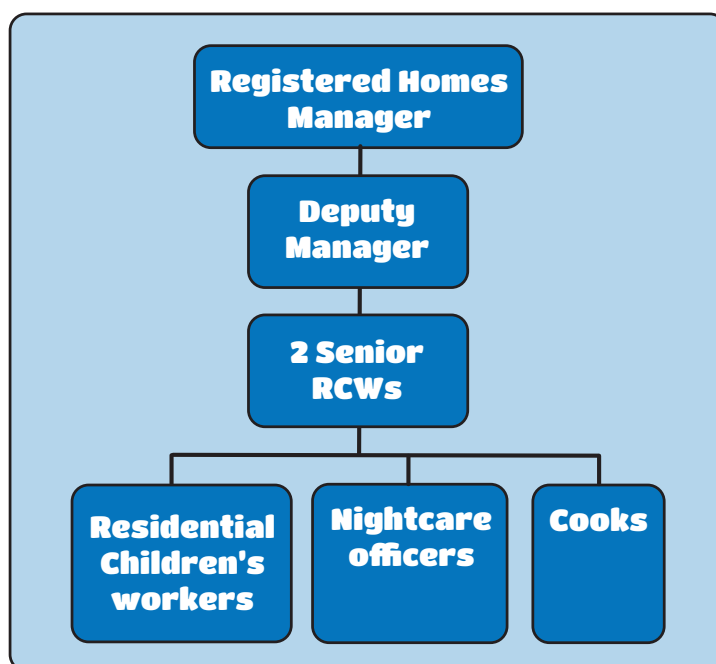 Registered Homes
Manager
Deputy
Manager
2 Senior
RCWs
Residential
Children's
workers
Nightcare
officers
Cooks